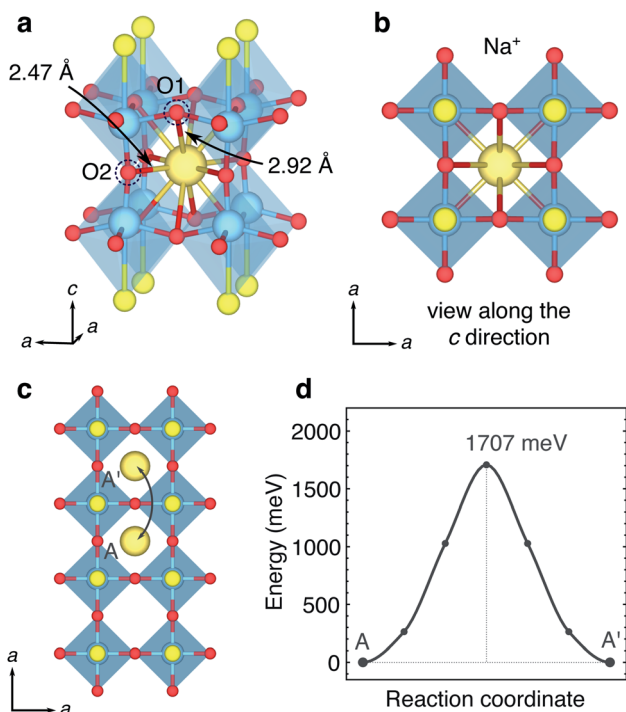 a
2.47 Å
O1
O2
2.92 Å
c
a
a
b
Na+
a
a
view along the
c direction
c
A'
A
a
a
d
1707 meV
2000
1500
1000
500
0
Energy (meV)
A
A'
Reaction coordinate